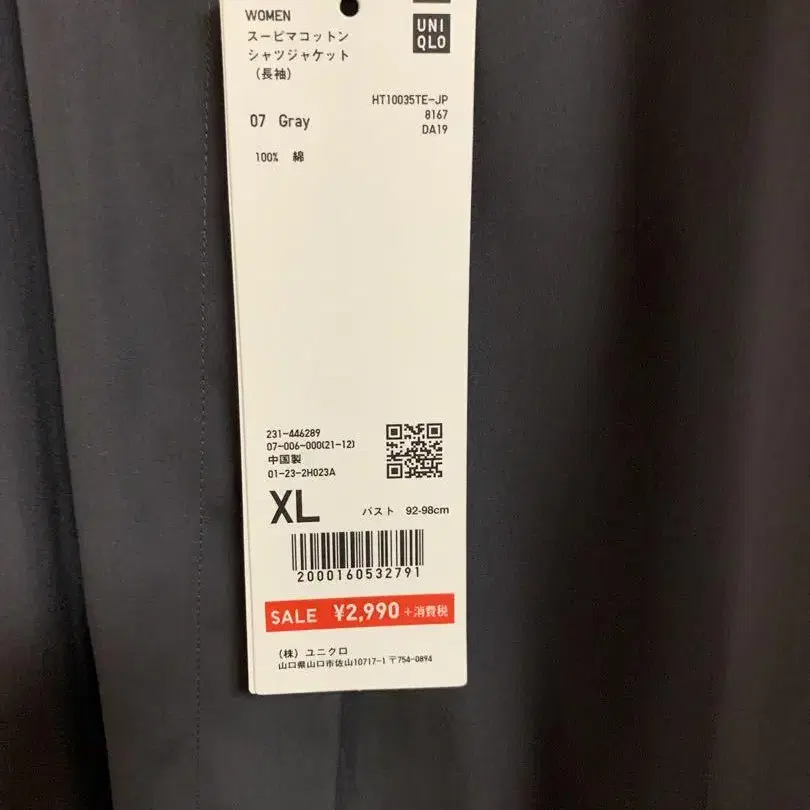 WOMEN
スーピマコットン
シャツジャケット
（長袖）
UNI
QLO
HT10035TE-JP
8167
DA19
07 Gray
100% 綿
231-446289
07-006-000(21-12)
中国製
01-23-2H023A
XL バスト 92-98cm
2000160532791
SALE ¥2,990 +消費税
（株）ユニクロ
山口県山口市佐山10717-1 〒754-0894